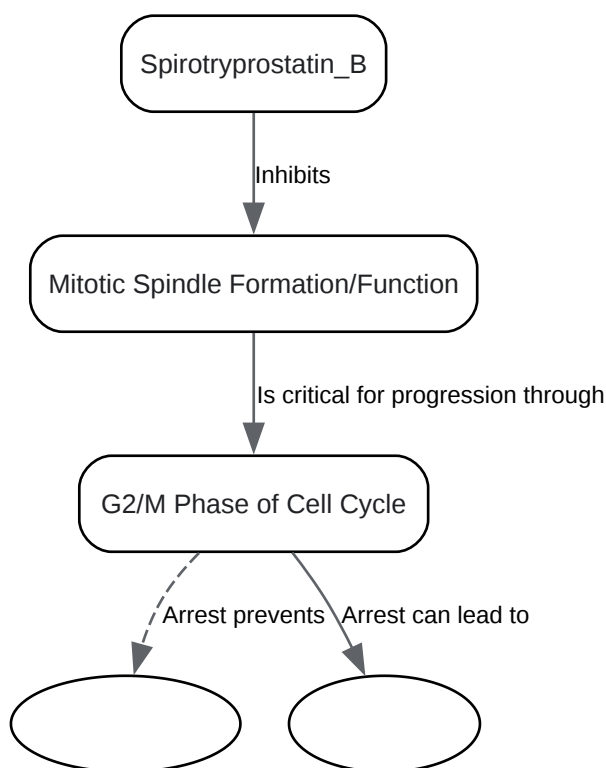 Spirotryprostatin_B
Inhibits
Mitotic Spindle Formation/Function
Is critical for progression through
G2/M Phase of Cell Cycle
Arrest prevents
Arrest can lead to